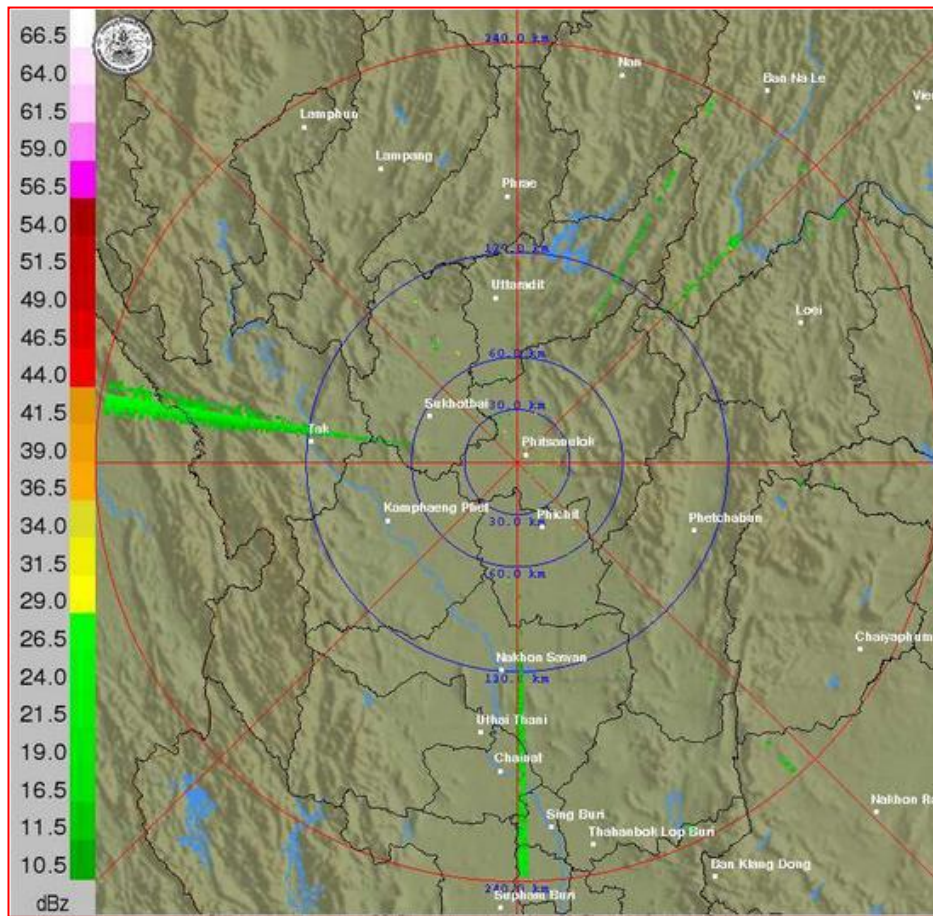 66.5
64.0
61.5
59.0
56.5
54.0
51.5
49.0
46.5
44.0
41.5
39.0
36.5
34.0
29.0
26.5
24.0
21.5
19.0
16.5
11.5
10.5
dBz
240.0 km
Nan
Ban Na Le
Lamphun
Lampang
Phrae
120.0 km
Uttaradit
Loei
60.0 km
Sukhothai
30.0 km
Tak
Phitsanulok
Kamphaeng Phet
Phichit
30.0 km
Phetchabun
60.0 km
Chaiyaphum
Nakhon Sawan
120.0 km
Uthai Thani
Chainat
Sing Buri
Nakhon Ra
Thahanbok Lop Buri
Ban Klang Dong
240.0 km
Suphan Buri